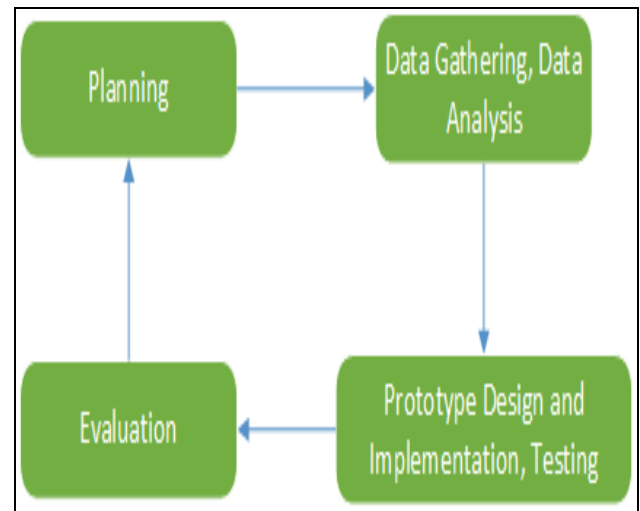 Planning
Data Gathering, Data
Analysis
Prototype Design and
Implementation, Testing
Evaluation